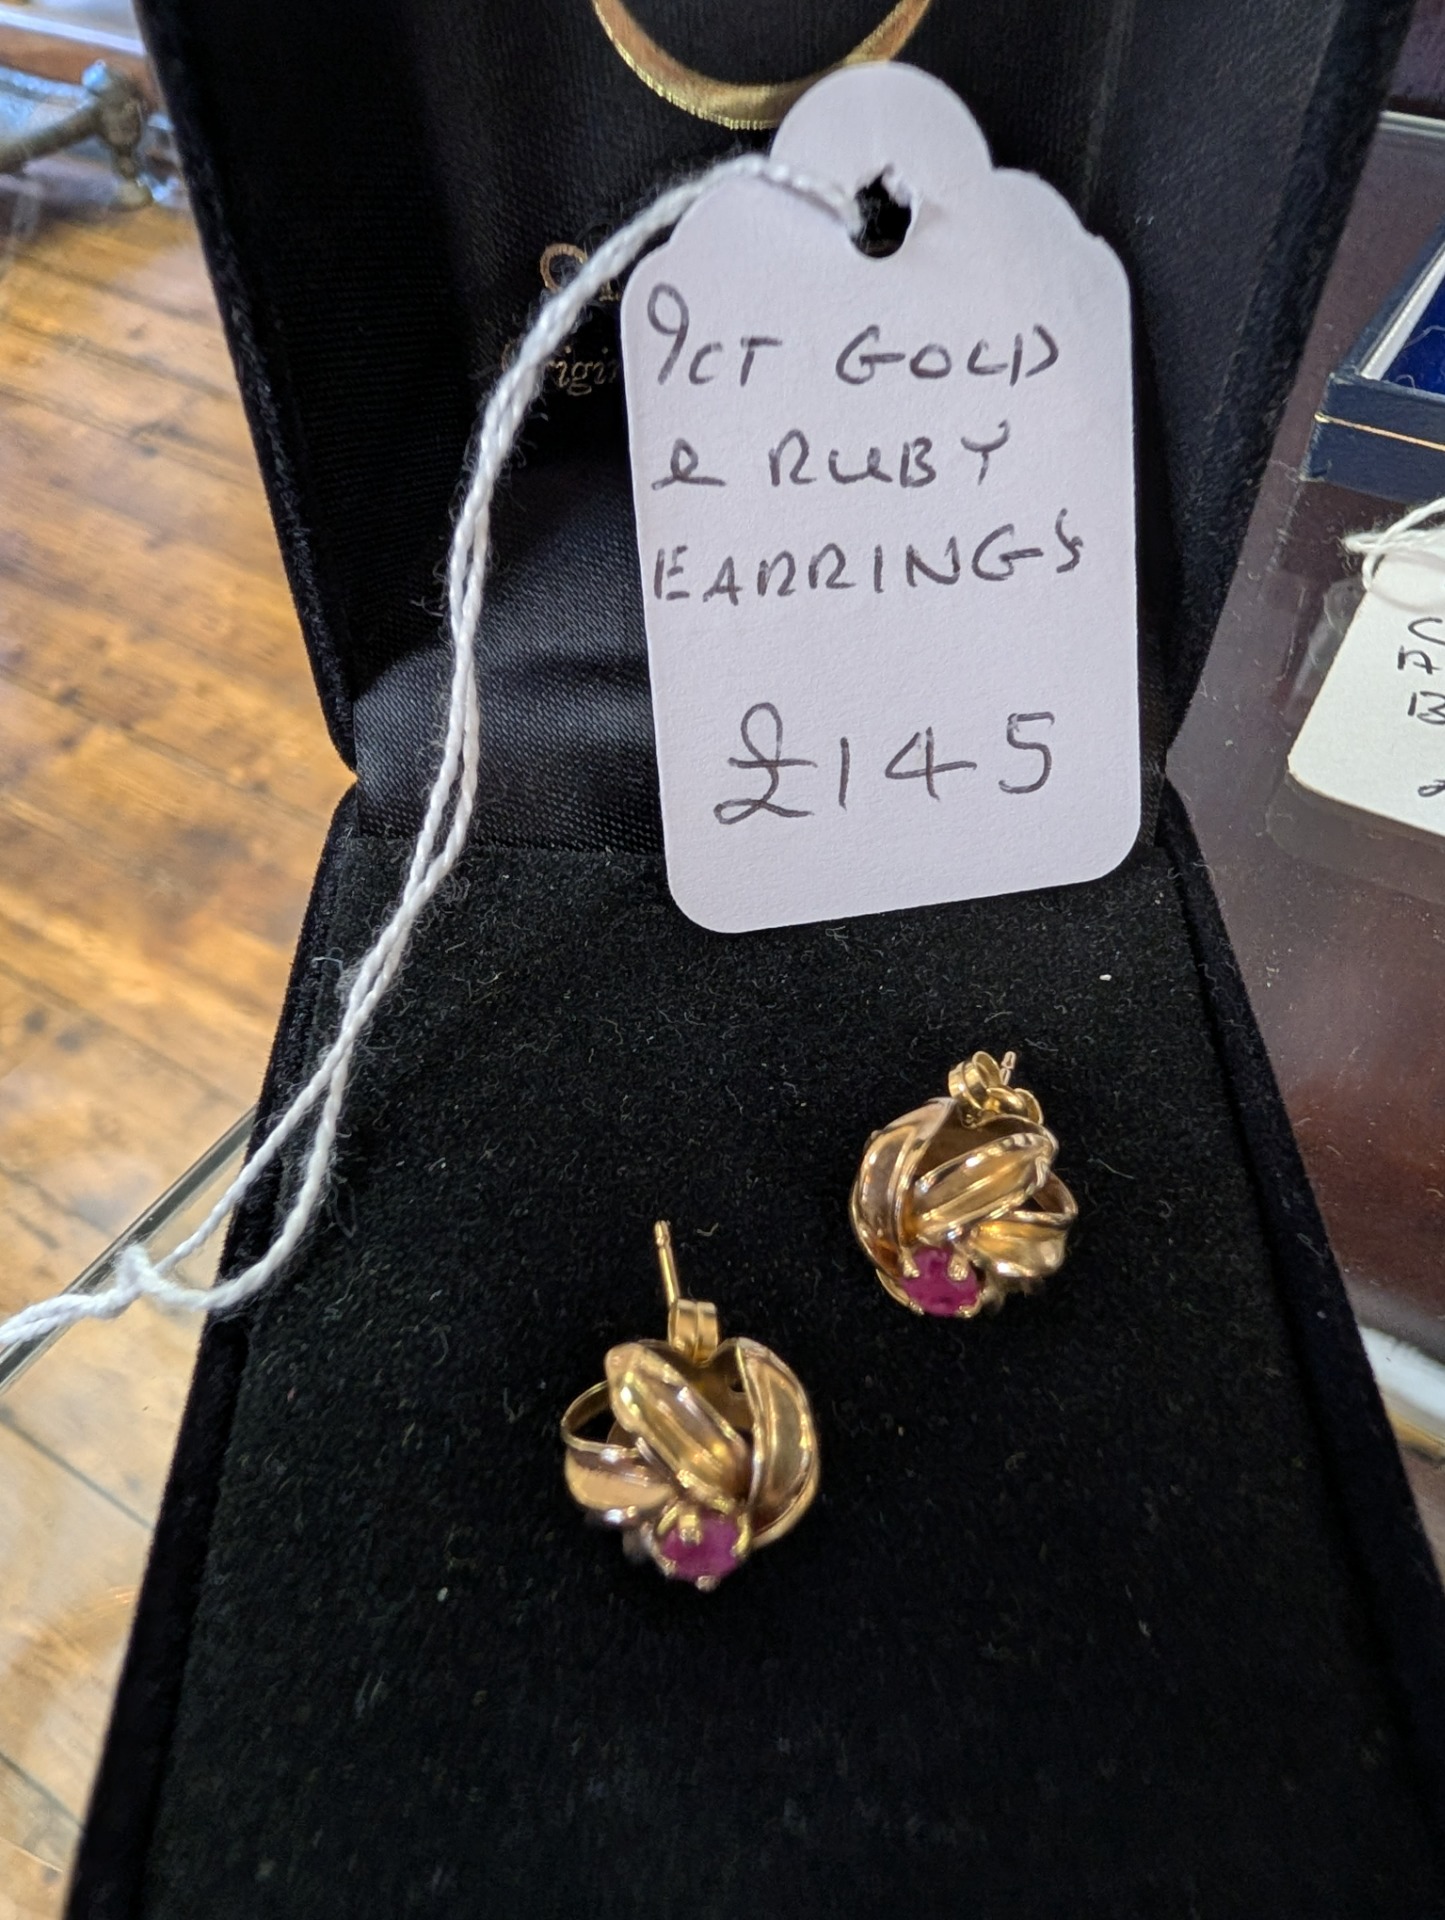 9CT GOLD
& RUBY
EARRINGS
£145